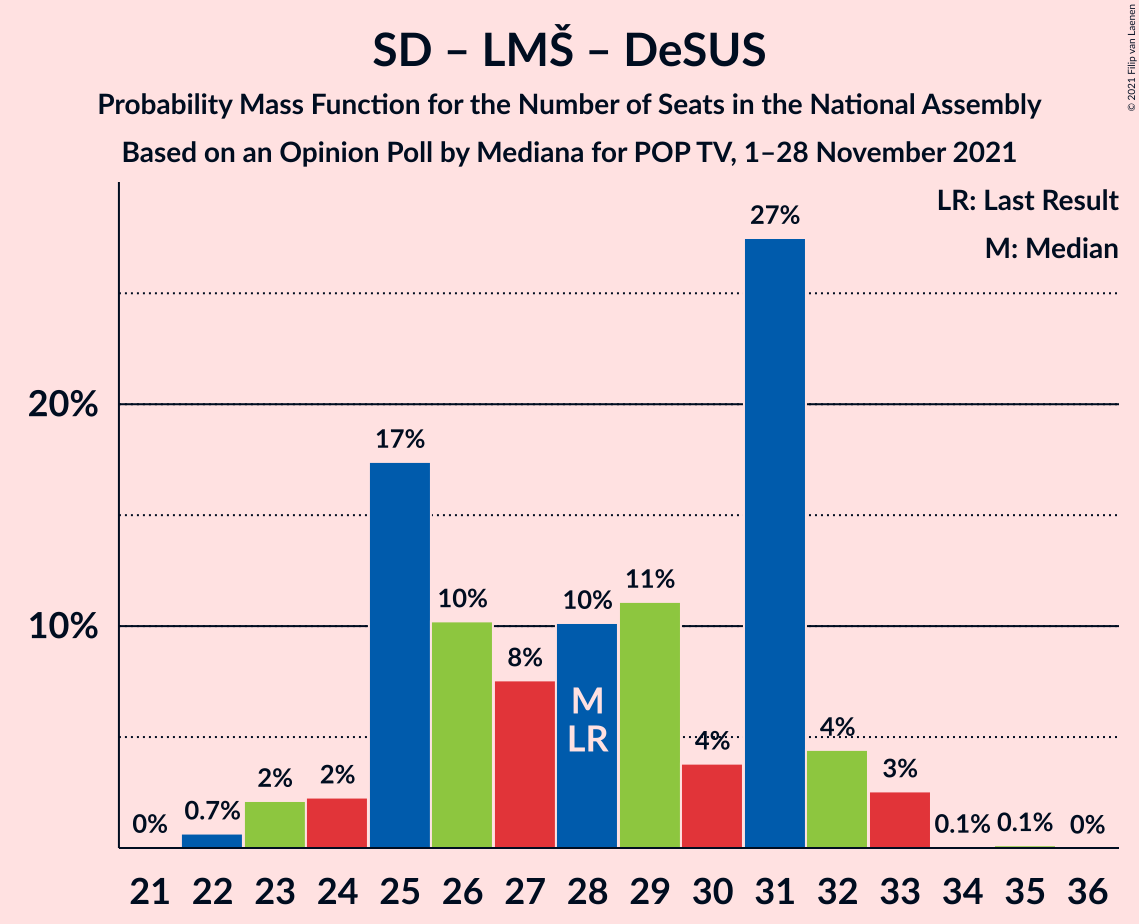 SD – LMŠ – DeSUS
Probability Mass Function for the Number of Seats in the National Assembly
Based on an Opinion Poll by Mediana for POP TV, 1–28 November 2021
© 2021 Filip van Laenen
LR: Last Result
M: Median
20%
10%
0%
0.7%
2%
2%
17%
10%
8%
10%
11%
4%
27%
4%
3%
0.1%
0.1%
0%
M
LR
21 22 23 24 25 26 27 28 29 30 31 32 33 34 35 36